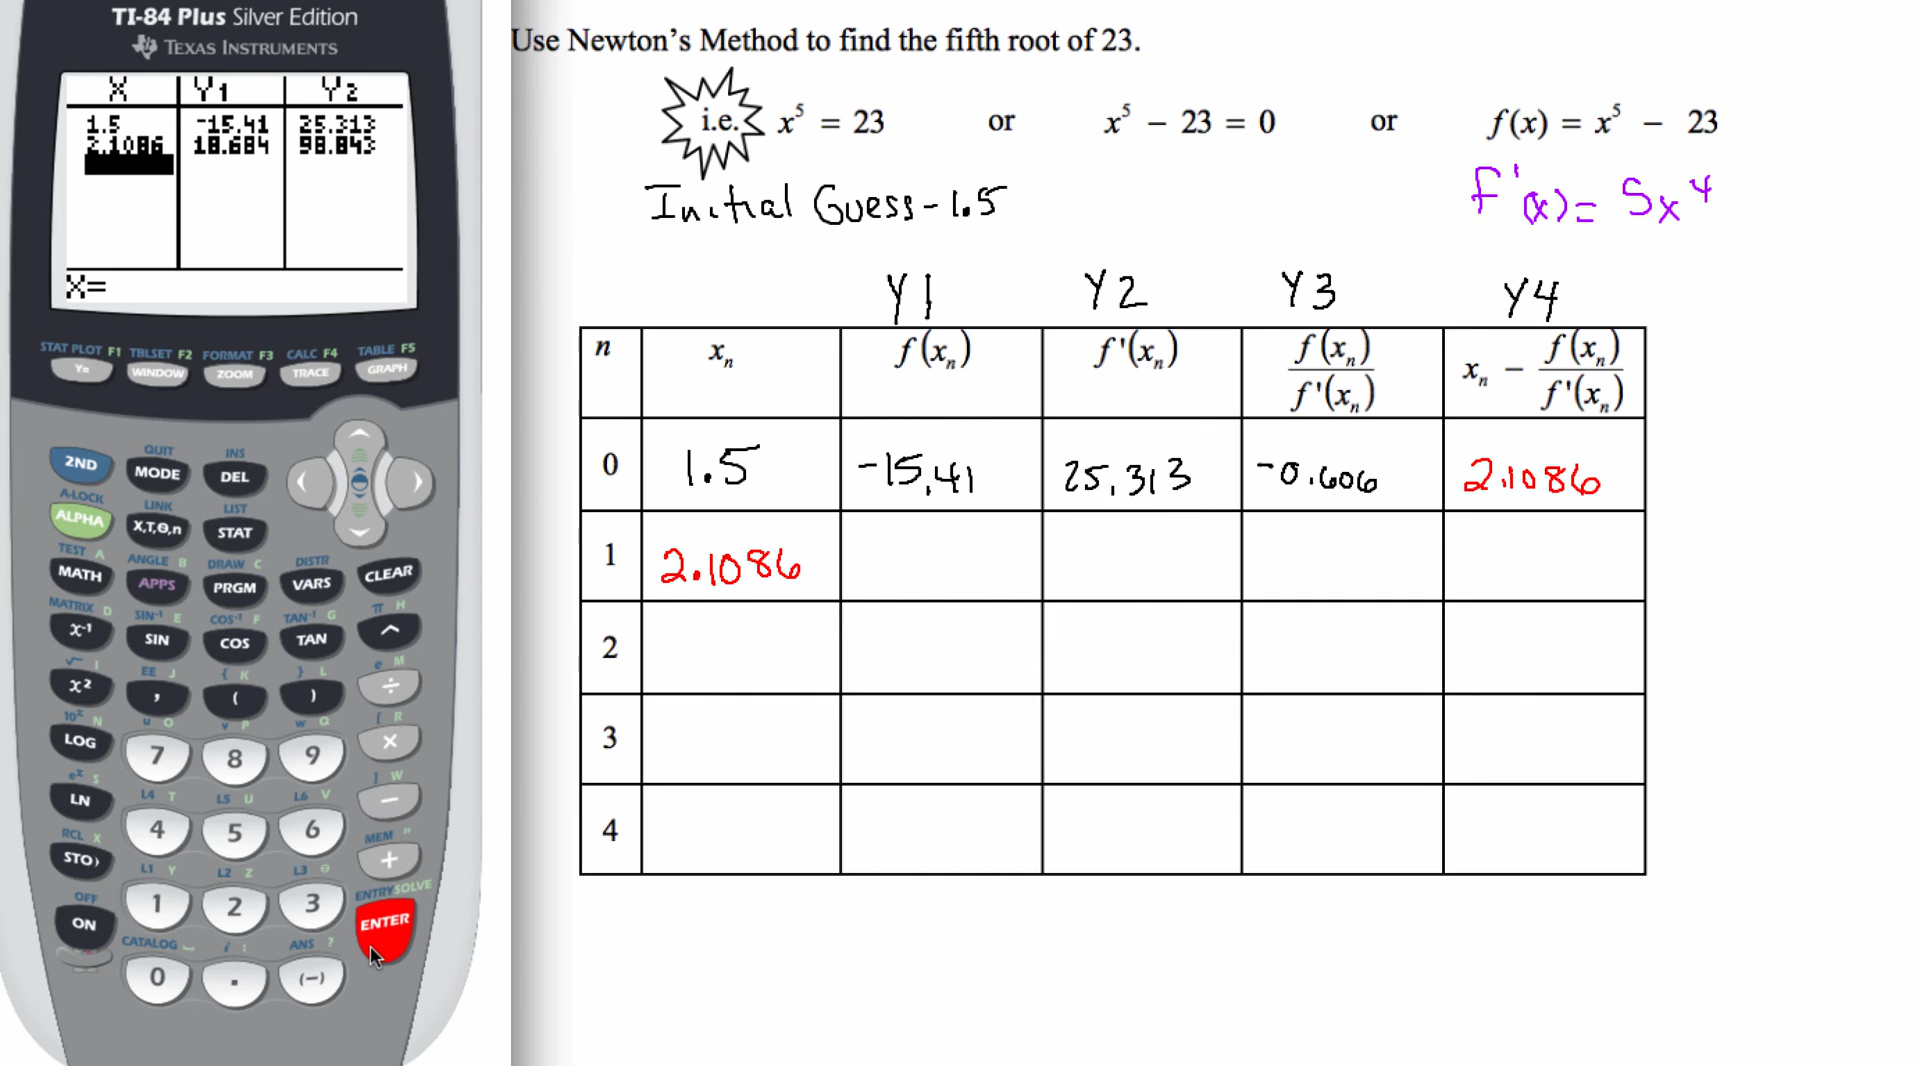 TI-84 Plus Silver Edition
TEXAS INSTRUMENTS
X Y1 Y2
1.5 -15.41 25.313
2.1086 18.684 98.843
X=
STAT PLOT F1 TBLSET F2 FORMAT F3 CALC F4 TABLE F5
Y= WINDOW ZOOM TRACE GRAPH
QUIT INS
2ND MODE DEL
A-LOCK LINK LIST
ALPHA X,T,Θ,n STAT
TEST A ANGLE B DRAW C DISTR
MATH APPS PRGM VARS CLEAR
MATRIX D SIN⁻¹ E COS⁻¹ F TAN⁻¹ G π H
x⁻¹ SIN COS TAN ^
√ I EE J { K } L e M
x² , ( ) ÷
10ˣ N u O v P w Q [ R
LOG 7 8 9 ×
eˣ S L4 T L5 U L6 V ] W
LN 4 5 6 −
RCL X L1 Y L2 Z L3 θ MEM "
STO› 1 2 3 +
OFF CATALOG ⎵ i : ANS ? ENTRY SOLVE
ON 0 . (−) ENTER
Use Newton's Method to find the fifth root of 23.
i.e. x⁵ = 23 or x⁵ − 23 = 0 or f(x) = x⁵ − 23
F'(x) = 5x⁴
Initial Guess - 1.5
Y1 Y2 Y3 Y4
n xₙ f(xₙ) f'(xₙ) f(xₙ)/f'(xₙ) xₙ − f(xₙ)/f'(xₙ)
0 1.5 -15.41 25.313 -0.606 2.1086
1 2.1086
2
3
4